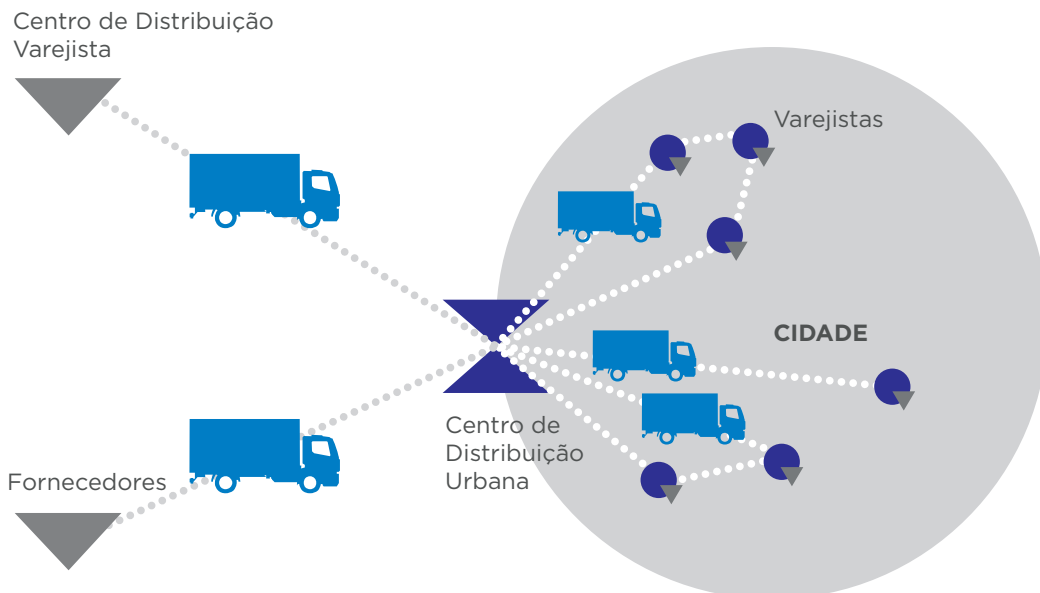 Centro de Distribuição
Varejista
Varejistas
CIDADE
Centro de
Distribuição
Urbana
Fornecedores